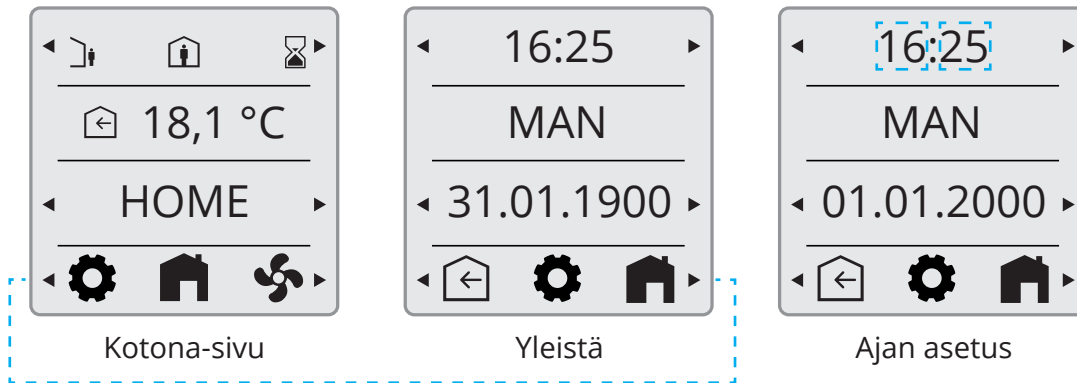 18,1 °C
HOME
Kotona-sivu
16:25
MAN
31.01.1900
Yleistä
16:25
MAN
01.01.2000
Ajan asetus